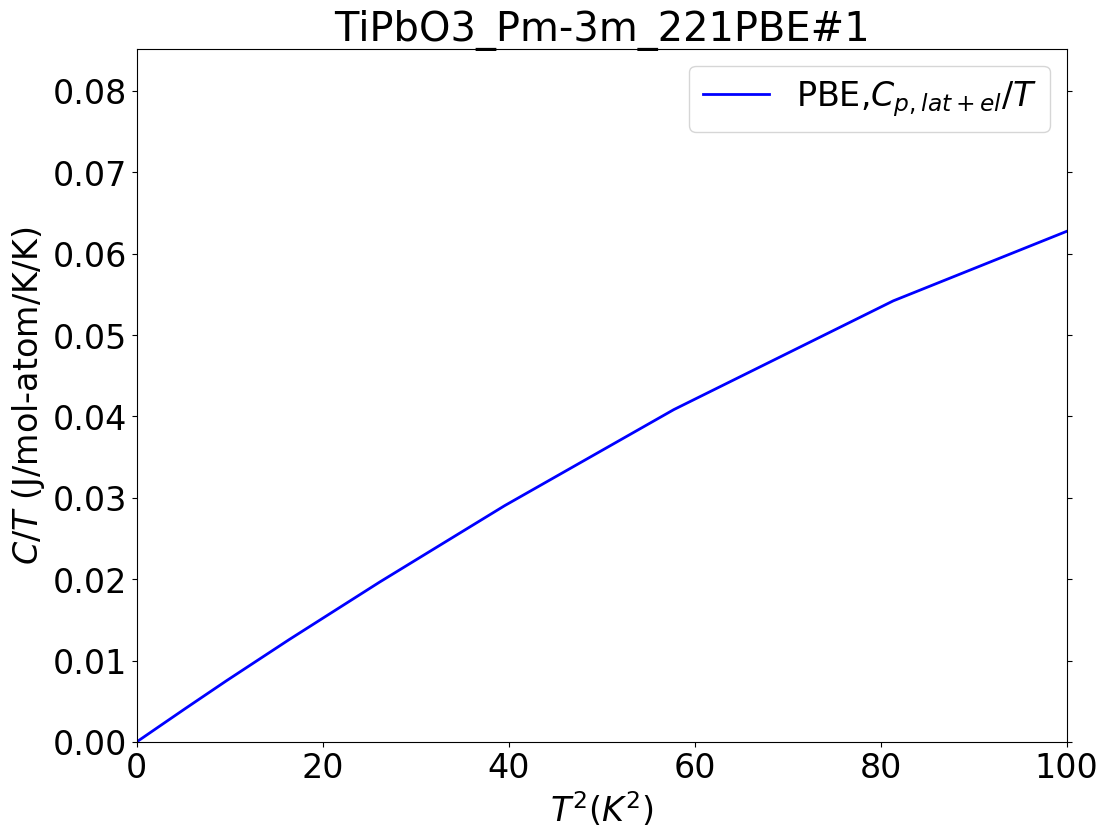 TiPbO3_Pm-3m_221PBE#1
PBE,$C_{p,lat+el}/T$
0.08
0.07
0.06
0.05
0.04
0.03
0.02
0.01
0.00
C/T (J/mol-atom/K/K)
0 20 40 60 80 100
$T^2(K^2)$